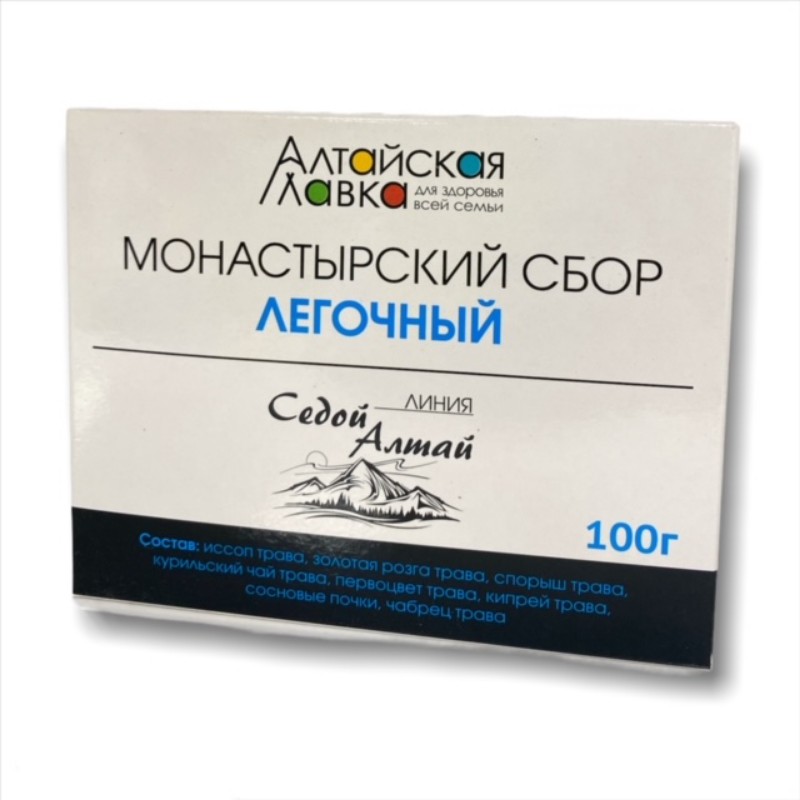 Алтайская
Лавка для здоровья
всей семьи
МОНАСТЫРСКИЙ СБОР
ЛЕГОЧНЫЙ
ЛИНИЯ
Седой
Алтай
100г
Состав: иссоп трава, золотая розга трава, спорыш трава,
курильский чай трава, первоцвет трава, кипрей трава,
сосновые почки, чабрец трава